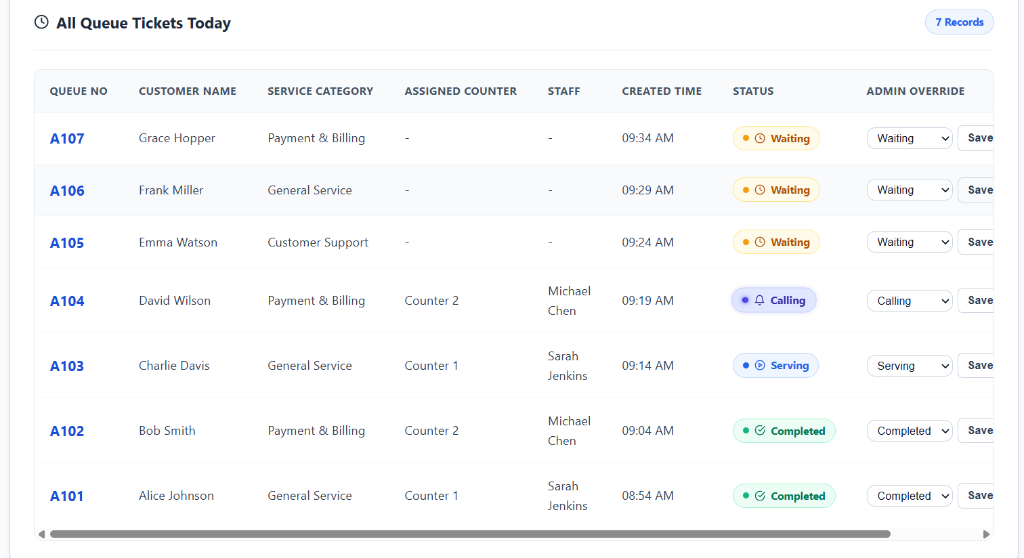 All Queue Tickets Today
7 Records
QUEUE NO CUSTOMER NAME SERVICE CATEGORY ASSIGNED COUNTER STAFF CREATED TIME STATUS ADMIN OVERRIDE
A107 Grace Hopper Payment & Billing - - 09:34 AM Waiting Waiting Save
A106 Frank Miller General Service - - 09:29 AM Waiting Waiting Save
A105 Emma Watson Customer Support - - 09:24 AM Waiting Waiting Save
A104 David Wilson Payment & Billing Counter 2 Michael Chen 09:19 AM Calling Calling Save
A103 Charlie Davis General Service Counter 1 Sarah Jenkins 09:14 AM Serving Serving Save
A102 Bob Smith Payment & Billing Counter 2 Michael Chen 09:04 AM Completed Completed Save
A101 Alice Johnson General Service Counter 1 Sarah Jenkins 08:54 AM Completed Completed Save